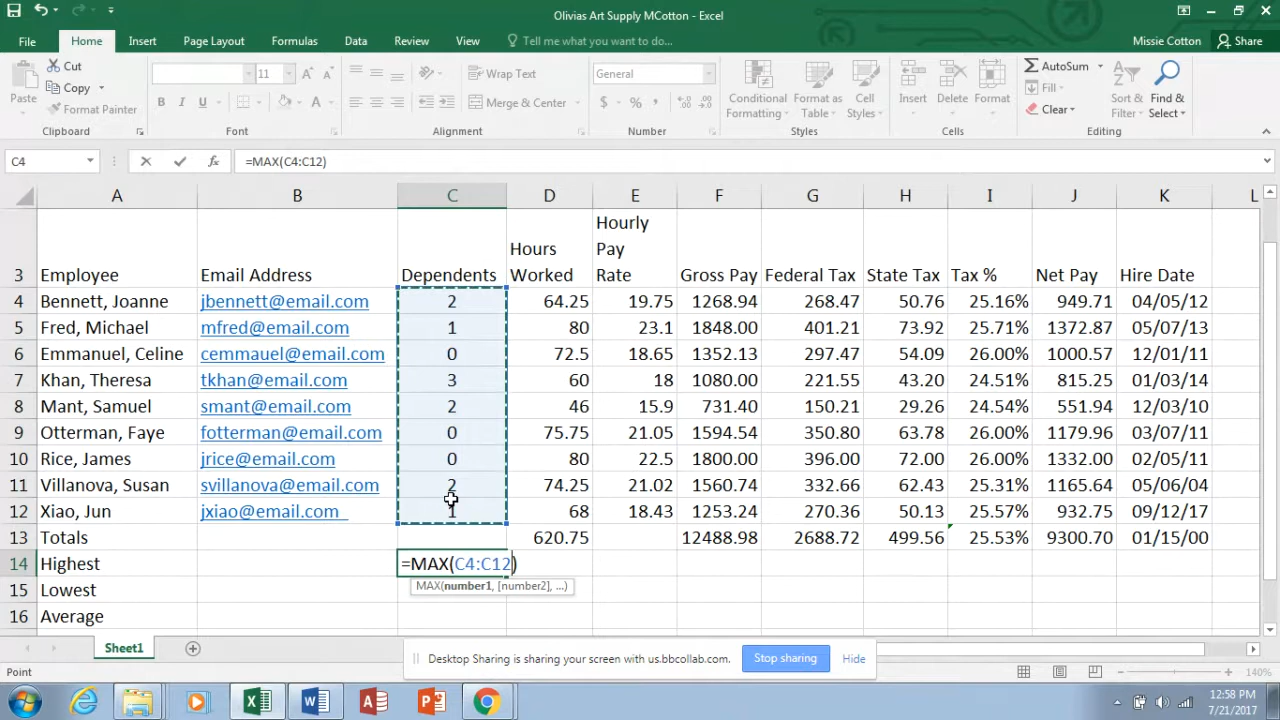 Olivias Art Supply MCotton - Excel
File Home Insert Page Layout Formulas Data Review View Tell me what you want to do... Missie Cotton Share
Paste Cut Copy Format Painter
11 Wrap Text Merge & Center General
Conditional Formatting Format as Table Cell Styles Insert Delete Format
AutoSum Fill Clear Sort & Filter Find & Select
Clipboard Font Alignment Number Styles Cells Editing
C4 fx =MAX(C4:C12)
A B C D E F G H I J K L
3 Employee Email Address Dependents Hours Worked Hourly Pay Rate Gross Pay Federal Tax State Tax Tax % Net Pay Hire Date
4 Bennett, Joanne jbennett@email.com 2 64.25 19.75 1268.94 268.47 50.76 25.16% 949.71 04/05/12
5 Fred, Michael mfred@email.com 1 80 23.1 1848.00 401.21 73.92 25.71% 1372.87 05/07/13
6 Emmanuel, Celine cemmauel@email.com 0 72.5 18.65 1352.13 297.47 54.09 26.00% 1000.57 12/01/11
7 Khan, Theresa tkhan@email.com 3 60 18 1080.00 221.55 43.20 24.51% 815.25 01/03/14
8 Mant, Samuel smant@email.com 2 46 15.9 731.40 150.21 29.26 24.54% 551.94 12/03/10
9 Otterman, Faye fotterman@email.com 0 75.75 21.05 1594.54 350.80 63.78 26.00% 1179.96 03/07/11
10 Rice, James jrice@email.com 0 80 22.5 1800.00 396.00 72.00 26.00% 1332.00 02/05/11
11 Villanova, Susan svillanova@email.com 2 74.25 21.02 1560.74 332.66 62.43 25.31% 1165.64 05/06/04
12 Xiao, Jun jxiao@email.com 1 68 18.43 1253.24 270.36 50.13 25.57% 932.75 09/12/17
13 Totals 620.75 12488.98 2688.72 499.56 25.53% 9300.70 01/15/00
14 Highest =MAX(C4:C12)
MAX(number1, [number2], ...)
15 Lowest
16 Average
Sheet1
Desktop Sharing is sharing your screen with us.bbcollab.com. Stop sharing Hide
Point 140%
12:58 PM
7/21/2017